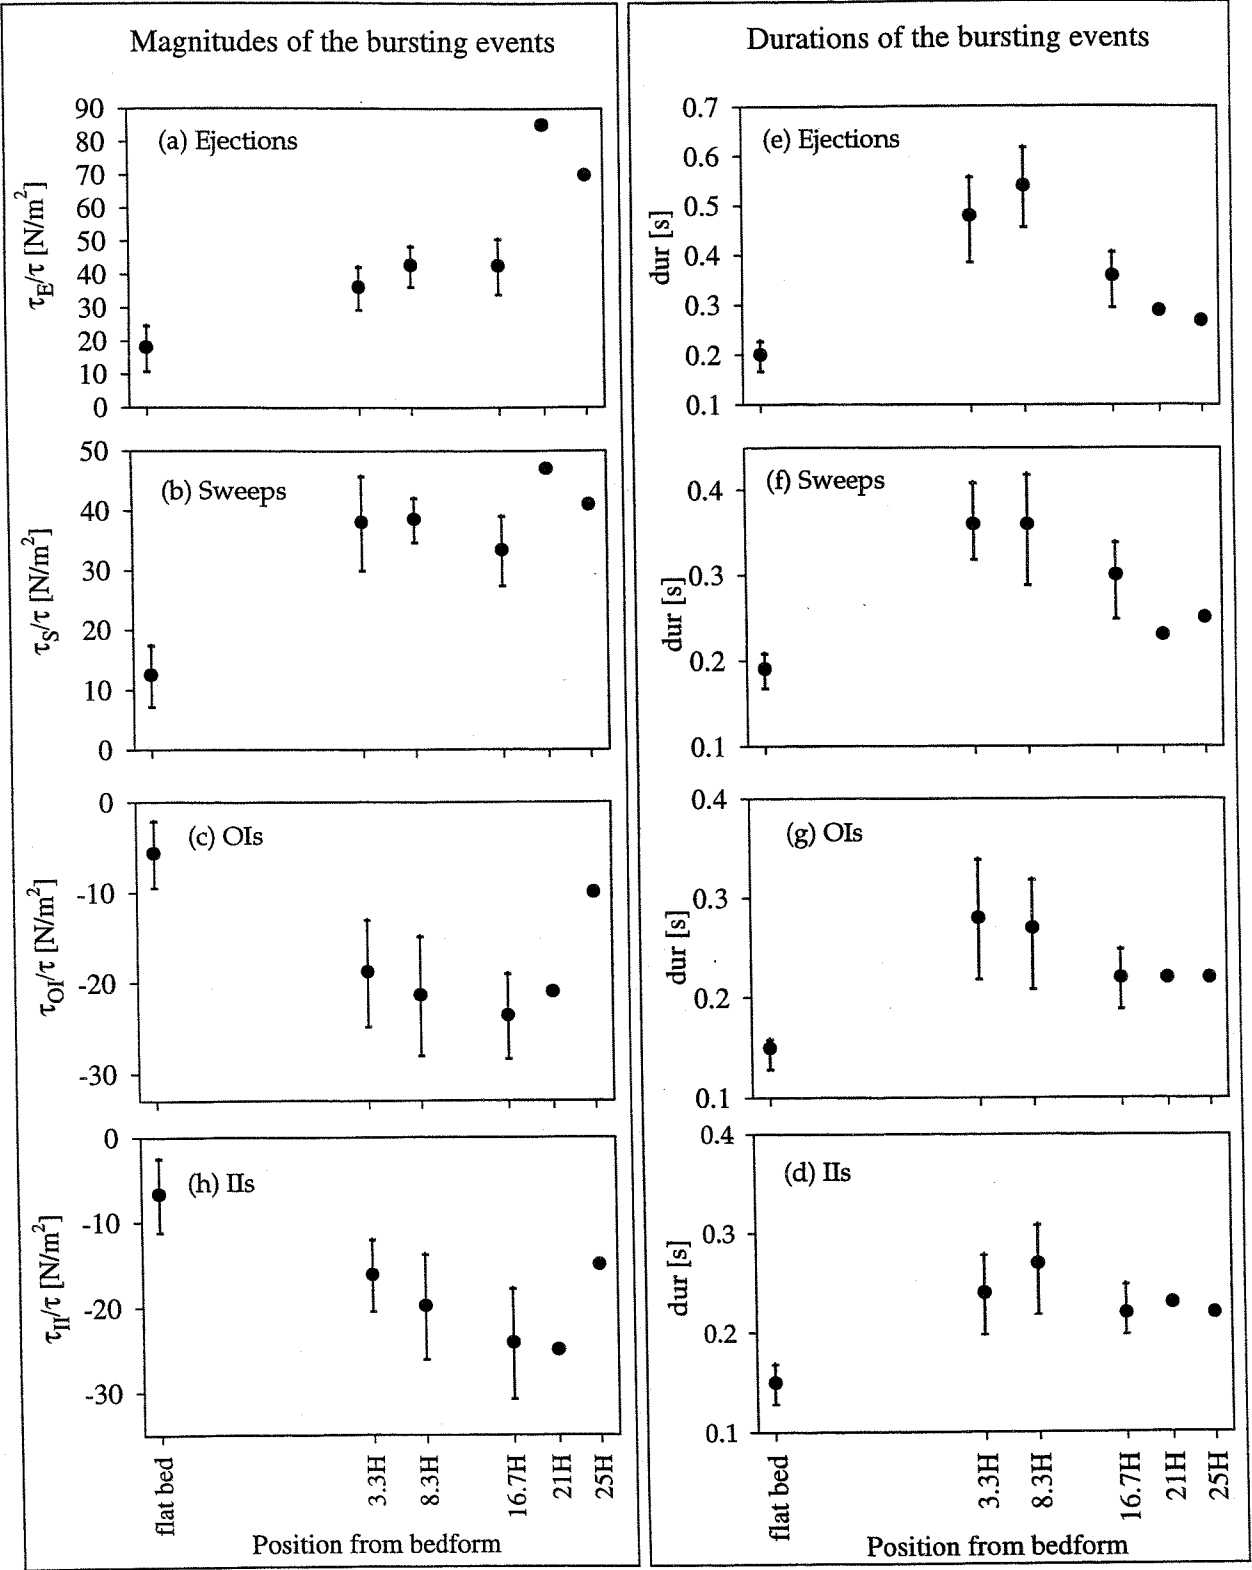 Magnitudes of the bursting events
90
80
70
60
50
40
30
20
10
0
τE/τ [N/m2]
(a) Ejections
50
40
30
20
10
0
τS/τ [N/m2]
(b) Sweeps
0
-10
-20
-30
τOI/τ [N/m2]
(c) OIs
0
-10
-20
-30
τII/τ [N/m2]
(h) IIs
flat bed
3.3H
8.3H
16.7H
21H
25H
Position from bedform
Durations of the bursting events
0.7
0.6
0.5
0.4
0.3
0.2
0.1
dur [s]
(e) Ejections
0.4
0.3
0.2
0.1
dur [s]
(f) Sweeps
0.4
0.3
0.2
0.1
dur [s]
(g) OIs
0.4
0.3
0.2
0.1
dur [s]
(d) IIs
flat bed
3.3H
8.3H
16.7H
21H
25H
Position from bedform